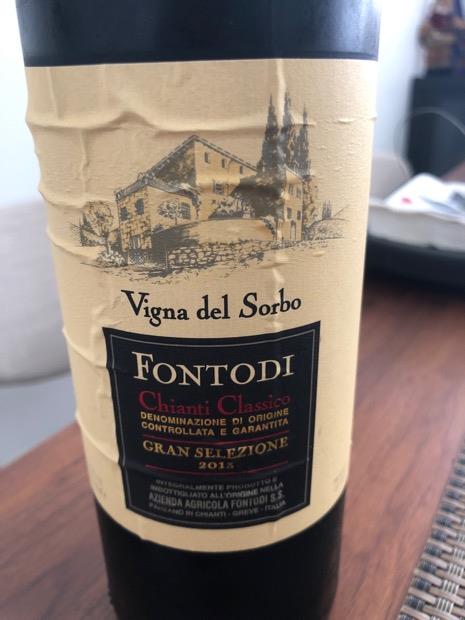 Vigna del Sorbo
FONTODI
Chianti Classico
DENOMINAZIONE DI ORIGINE
CONTROLLATA E GARANTITA
GRAN SELEZIONE
2015
INTEGRALMENTE PRODOTTO E
IMBOTTIGLIATO ALL'ORIGINE NELLA
AZIENDA AGRICOLA FONTODI S.S.
PANZANO IN CHIANTI - GREVE - ITALIA